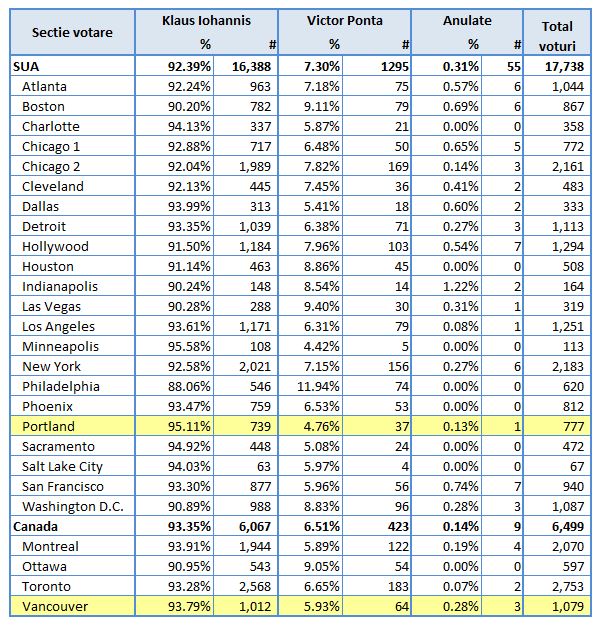 Sectie votare Klaus Iohannis Victor Ponta Anulate Total voturi
% # % # % #
SUA 92.39% 16,388 7.30% 1295 0.31% 55 17,738
Atlanta 92.24% 963 7.18% 75 0.57% 6 1,044
Boston 90.20% 782 9.11% 79 0.69% 6 867
Charlotte 94.13% 337 5.87% 21 0.00% 0 358
Chicago 1 92.88% 717 6.48% 50 0.65% 5 772
Chicago 2 92.04% 1,989 7.82% 169 0.14% 3 2,161
Cleveland 92.13% 445 7.45% 36 0.41% 2 483
Dallas 93.99% 313 5.41% 18 0.60% 2 333
Detroit 93.35% 1,039 6.38% 71 0.27% 3 1,113
Hollywood 91.50% 1,184 7.96% 103 0.54% 7 1,294
Houston 91.14% 463 8.86% 45 0.00% 0 508
Indianapolis 90.24% 148 8.54% 14 1.22% 2 164
Las Vegas 90.28% 288 9.40% 30 0.31% 1 319
Los Angeles 93.61% 1,171 6.31% 79 0.08% 1 1,251
Minneapolis 95.58% 108 4.42% 5 0.00% 0 113
New York 92.58% 2,021 7.15% 156 0.27% 6 2,183
Philadelphia 88.06% 546 11.94% 74 0.00% 0 620
Phoenix 93.47% 759 6.53% 53 0.00% 0 812
Portland 95.11% 739 4.76% 37 0.13% 1 777
Sacramento 94.92% 448 5.08% 24 0.00% 0 472
Salt Lake City 94.03% 63 5.97% 4 0.00% 0 67
San Francisco 93.30% 877 5.96% 56 0.74% 7 940
Washington D.C. 90.89% 988 8.83% 96 0.28% 3 1,087
Canada 93.35% 6,067 6.51% 423 0.14% 9 6,499
Montreal 93.91% 1,944 5.89% 122 0.19% 4 2,070
Ottawa 90.95% 543 9.05% 54 0.00% 0 597
Toronto 93.28% 2,568 6.65% 183 0.07% 2 2,753
Vancouver 93.79% 1,012 5.93% 64 0.28% 3 1,079